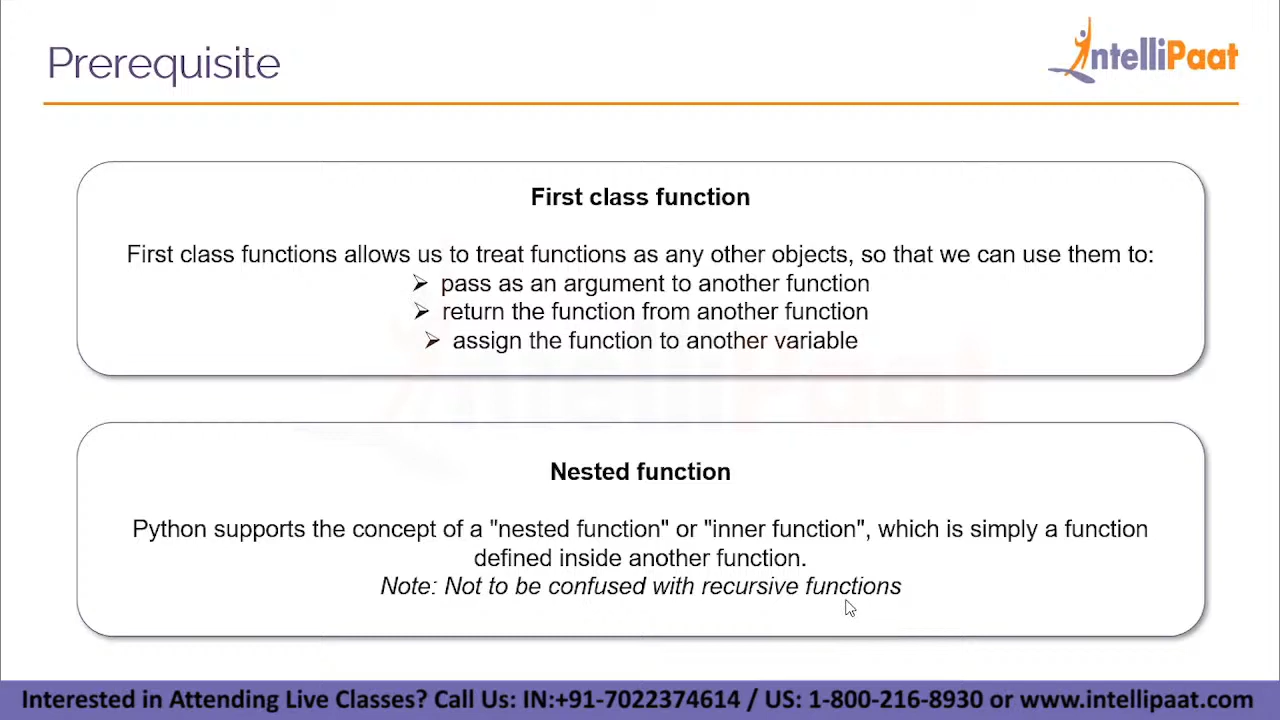 Prerequisite
IntelliPaat
First class function
First class functions allows us to treat functions as any other objects, so that we can use them to:
➢ pass as an argument to another function
➢ return the function from another function
➢ assign the function to another variable
Nested function
Python supports the concept of a "nested function" or "inner function", which is simply a function
defined inside another function.
Note: Not to be confused with recursive functions
Interested in Attending Live Classes? Call Us: IN:+91-7022374614 / US: 1-800-216-8930 or www.intellipaat.com